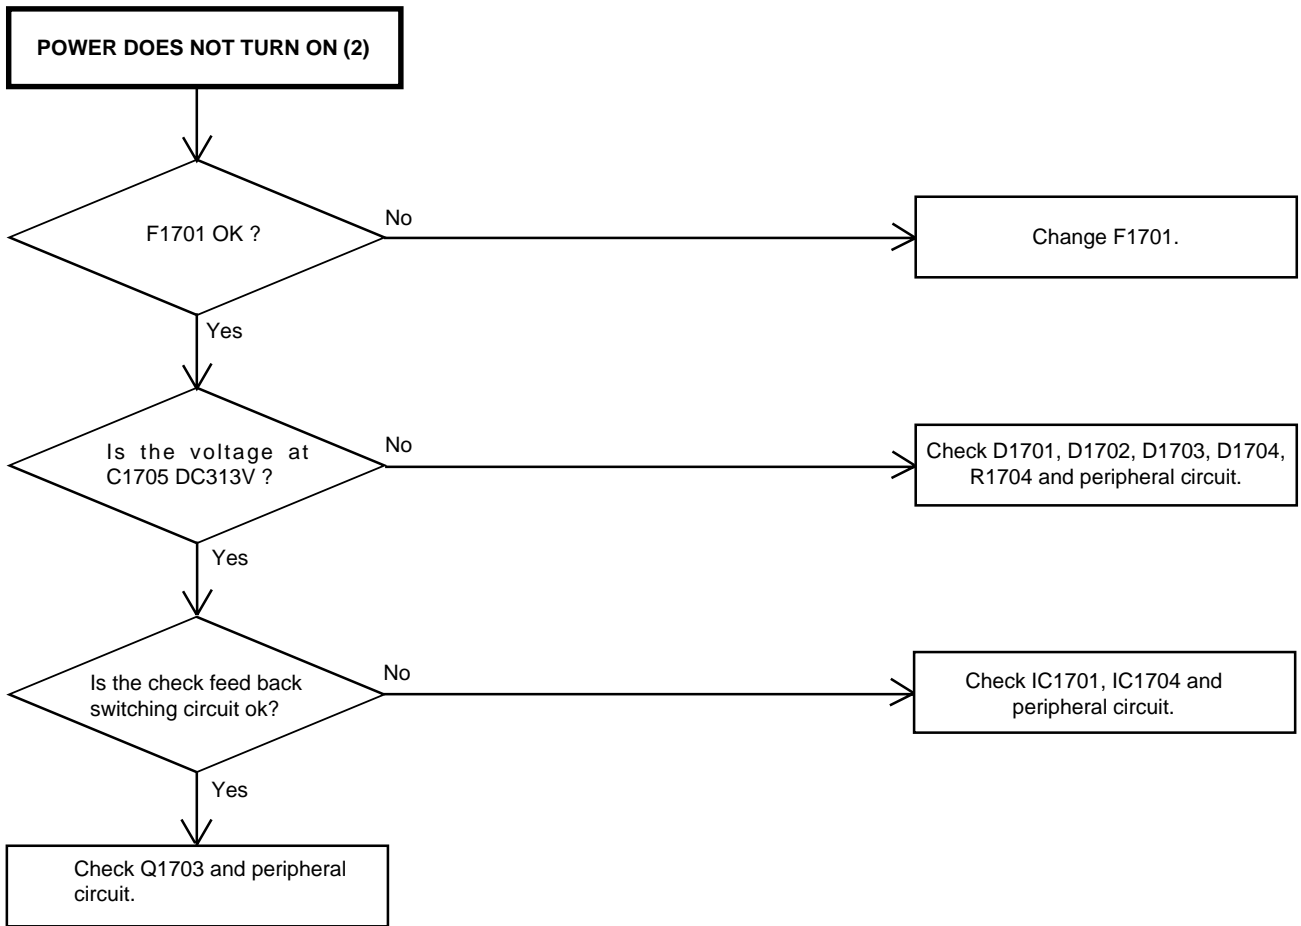 POWER DOES NOT TURN ON (2)
F1701 OK ?
No
Change F1701.
Yes
Is the voltage at
C1705 DC313V ?
No
Check D1701, D1702, D1703, D1704,
R1704 and peripheral circuit.
Yes
Is the check feed back
switching circuit ok?
No
Check IC1701, IC1704 and
peripheral circuit.
Yes
Check Q1703 and peripheral
circuit.